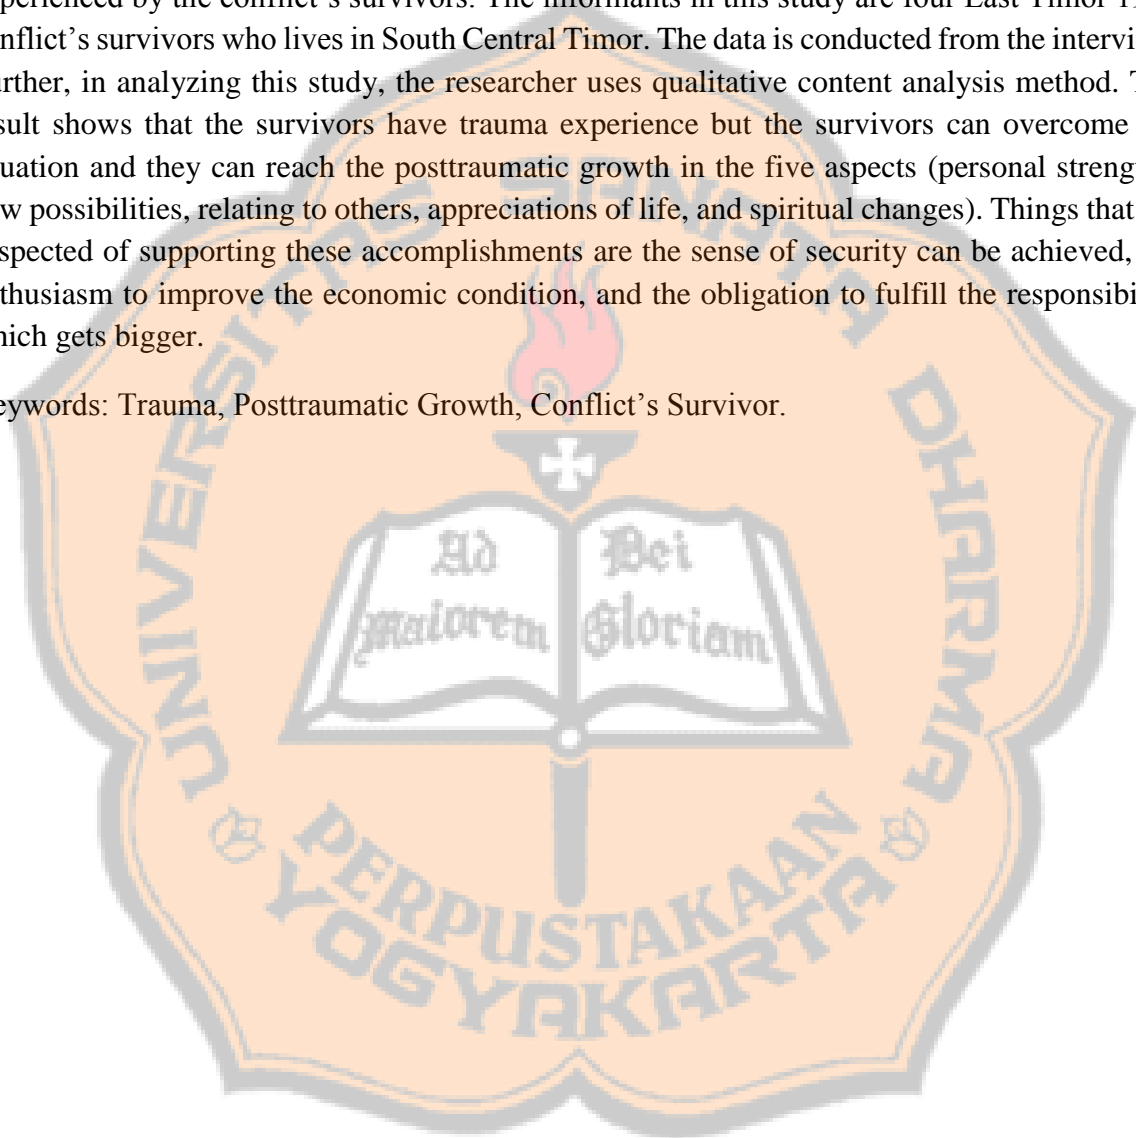 perienced by the conflict's survivors. The informants in this study are four East Timor
nflict's survivors who lives in South Central Timor. The data is conducted from the intervi
urther, in analyzing this study, the researcher uses qualitative content analysis method. T
sult shows that the survivors have trauma experience but the survivors can overcome
uation and they can reach the posttraumatic growth in the five aspects (personal streng
w possibilities, relating to others, appreciations of life, and spiritual changes). Things that
spected of supporting these accomplishments are the sense of security can be achieved,
thusiasm to improve the economic condition, and the obligation to fulfill the responsibi
hich gets bigger.
eywords: Trauma, Posttraumatic Growth, Conflict's Survivor.
UNIVERSITAS SANATA DHARMA
Ad
maiorem
Dei
Gloriam
PERPUSTAKAAN
YOGYAKARTA